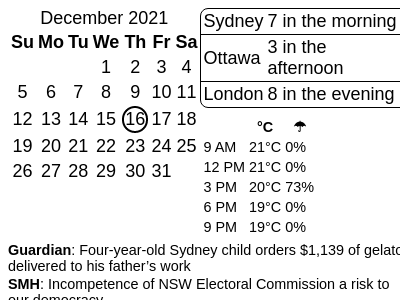 December 2021
Su Mo Tu We Th Fr Sa
1 2 3 4
5 6 7 8 9 10 11
12 13 14 15 16 17 18
19 20 21 22 23 24 25
26 27 28 29 30 31
Sydney 7 in the morning
Ottawa 3 in the
afternoon
London 8 in the evening
°C ☂
9 AM 21°C 0%
12 PM 21°C 0%
3 PM 20°C 73%
6 PM 19°C 0%
9 PM 19°C 0%
Guardian: Four-year-old Sydney child orders $1,139 of gelato
delivered to his father’s work
SMH: Incompetence of NSW Electoral Commission a risk to
our democracy